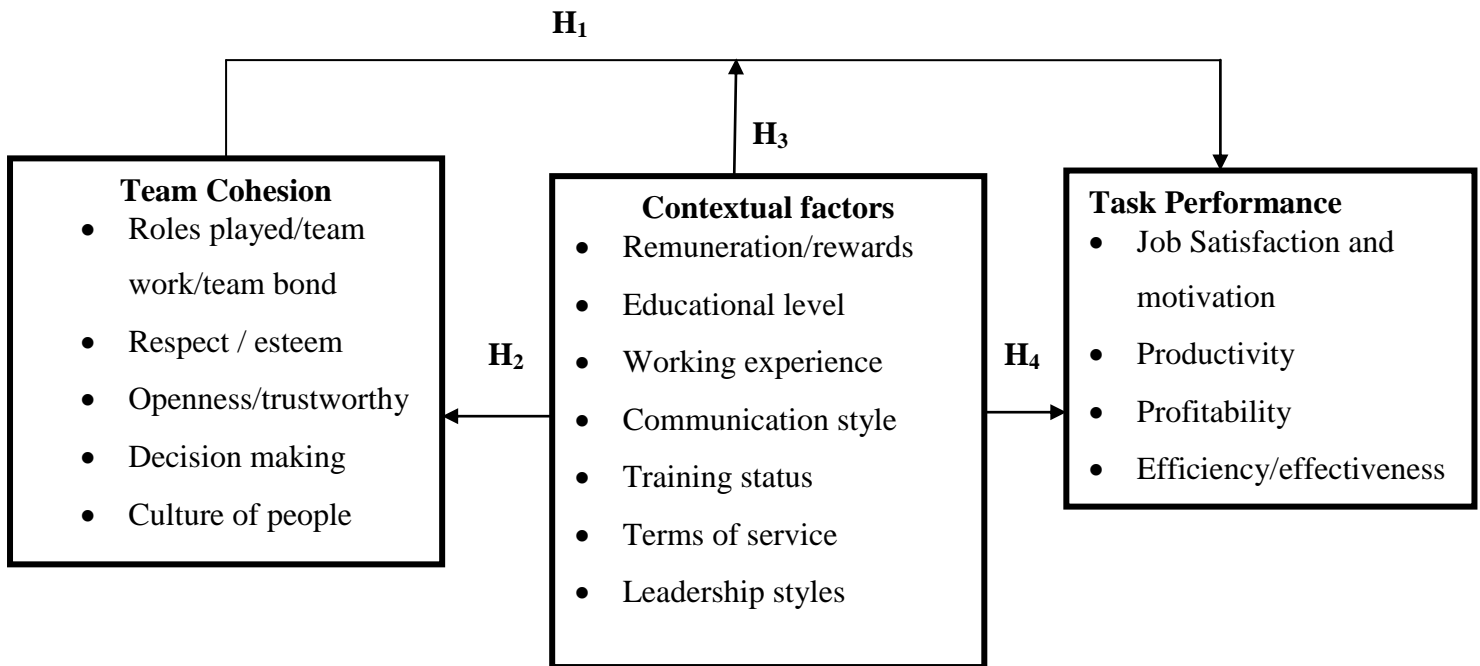 H₁
H₃
Team Cohesion
• Roles played/team
work/team bond
• Respect / esteem
• Openness/trustworthy
• Decision making
• Culture of people
H₂
Contextual factors
• Remuneration/rewards
• Educational level
• Working experience
• Communication style
• Training status
• Terms of service
• Leadership styles
H₄
Task Performance
• Job Satisfaction and
motivation
• Productivity
• Profitability
• Efficiency/effectiveness